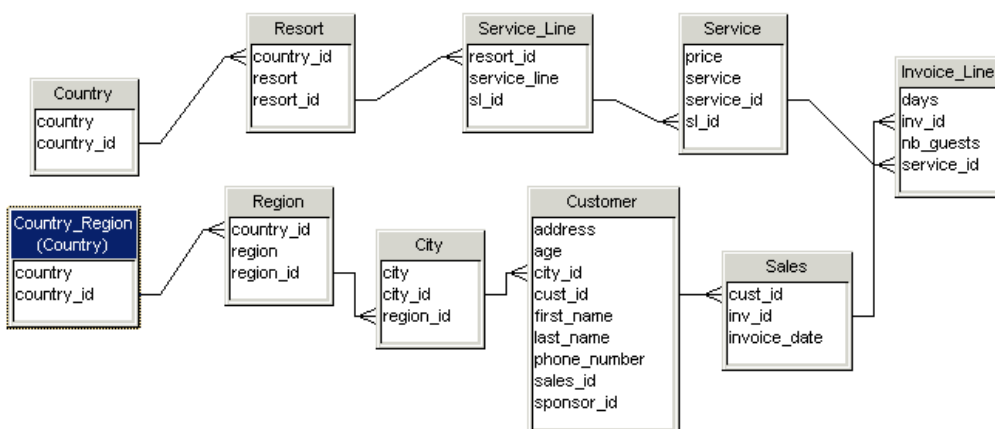 Country
country
country_id
Resort
country_id
resort
resort_id
Service_Line
resort_id
service_line
sl_id
Service
price
service
service_id
sl_id
Invoice_Line
days
inv_id
nb_guests
service_id
Country_Region
(Country)
country
country_id
Region
country_id
region
region_id
City
city
city_id
region_id
Customer
address
age
city_id
cust_id
first_name
last_name
phone_number
sales_id
sponsor_id
Sales
cust_id
inv_id
invoice_date